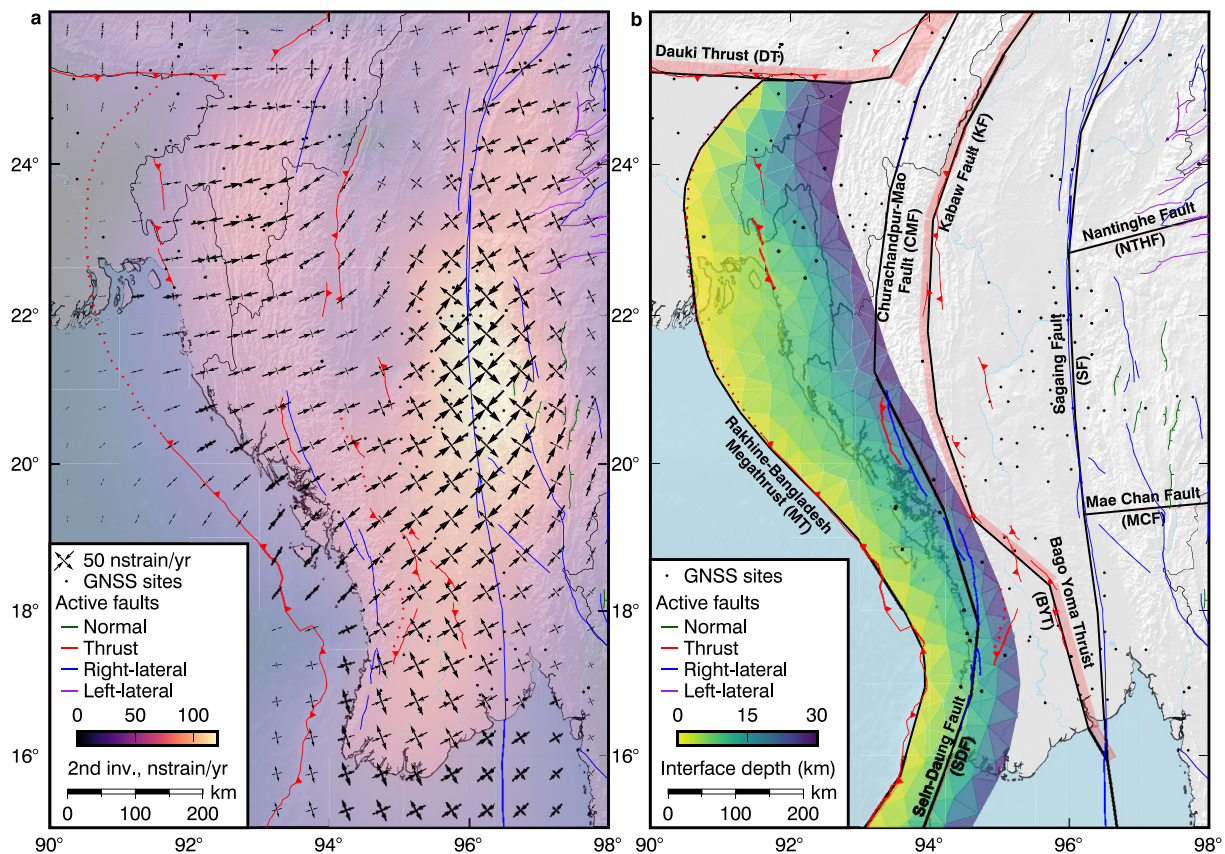 a
24°
22°
20°
18°
16°
50 nstrain/yr
GNSS sites
Active faults
Normal
Thrust
Right-lateral
Left-lateral
0 50 100
2nd inv., nstrain/yr
km
0 100 200
90° 92° 94° 96° 98°
b
Dauki Thrust (DT)
24°
Churachandpur-Mao
Fault (CMF)
Kabaw Fault (KF)
Nantinghe Fault
(NTHF)
22°
Sagaing Fault
(SF)
20°
Rakhine-Bangladesh
Megathrust (MT)
Mae Chan Fault
(MCF)
Bago Yoma Thrust
(BYT)
18°
Sein-Daung Fault
(SDF)
16°
GNSS sites
Active faults
Normal
Thrust
Right-lateral
Left-lateral
0 15 30
Interface depth (km)
km
0 100 200
90° 92° 94° 96° 98°